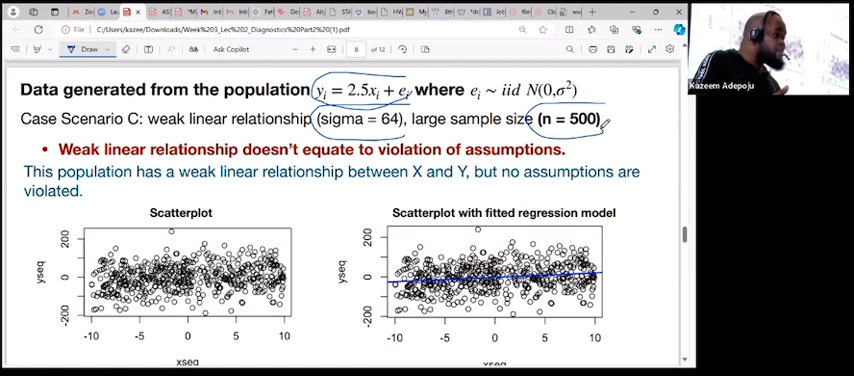 File | C:/Users/kazee/Downloads/Week%203_Lec%202_Diagnostics%20Part2%20(1).pdf
Draw Ask Copilot 8 of 12
Kazeem Adepoju
Data generated from the population yᵢ = 2.5xᵢ + eᵢ, where eᵢ ~ iid N(0,σ²)
Case Scenario C: weak linear relationship (sigma = 64), large sample size (n = 500)
• Weak linear relationship doesn't equate to violation of assumptions.
This population has a weak linear relationship between X and Y, but no assumptions are
violated.
Scatterplot
yseq
200
0
-200
-10 -5 0 5 10
xseq
Scatterplot with fitted regression model
yseq
200
0
-200
-10 -5 0 5 10
xseq